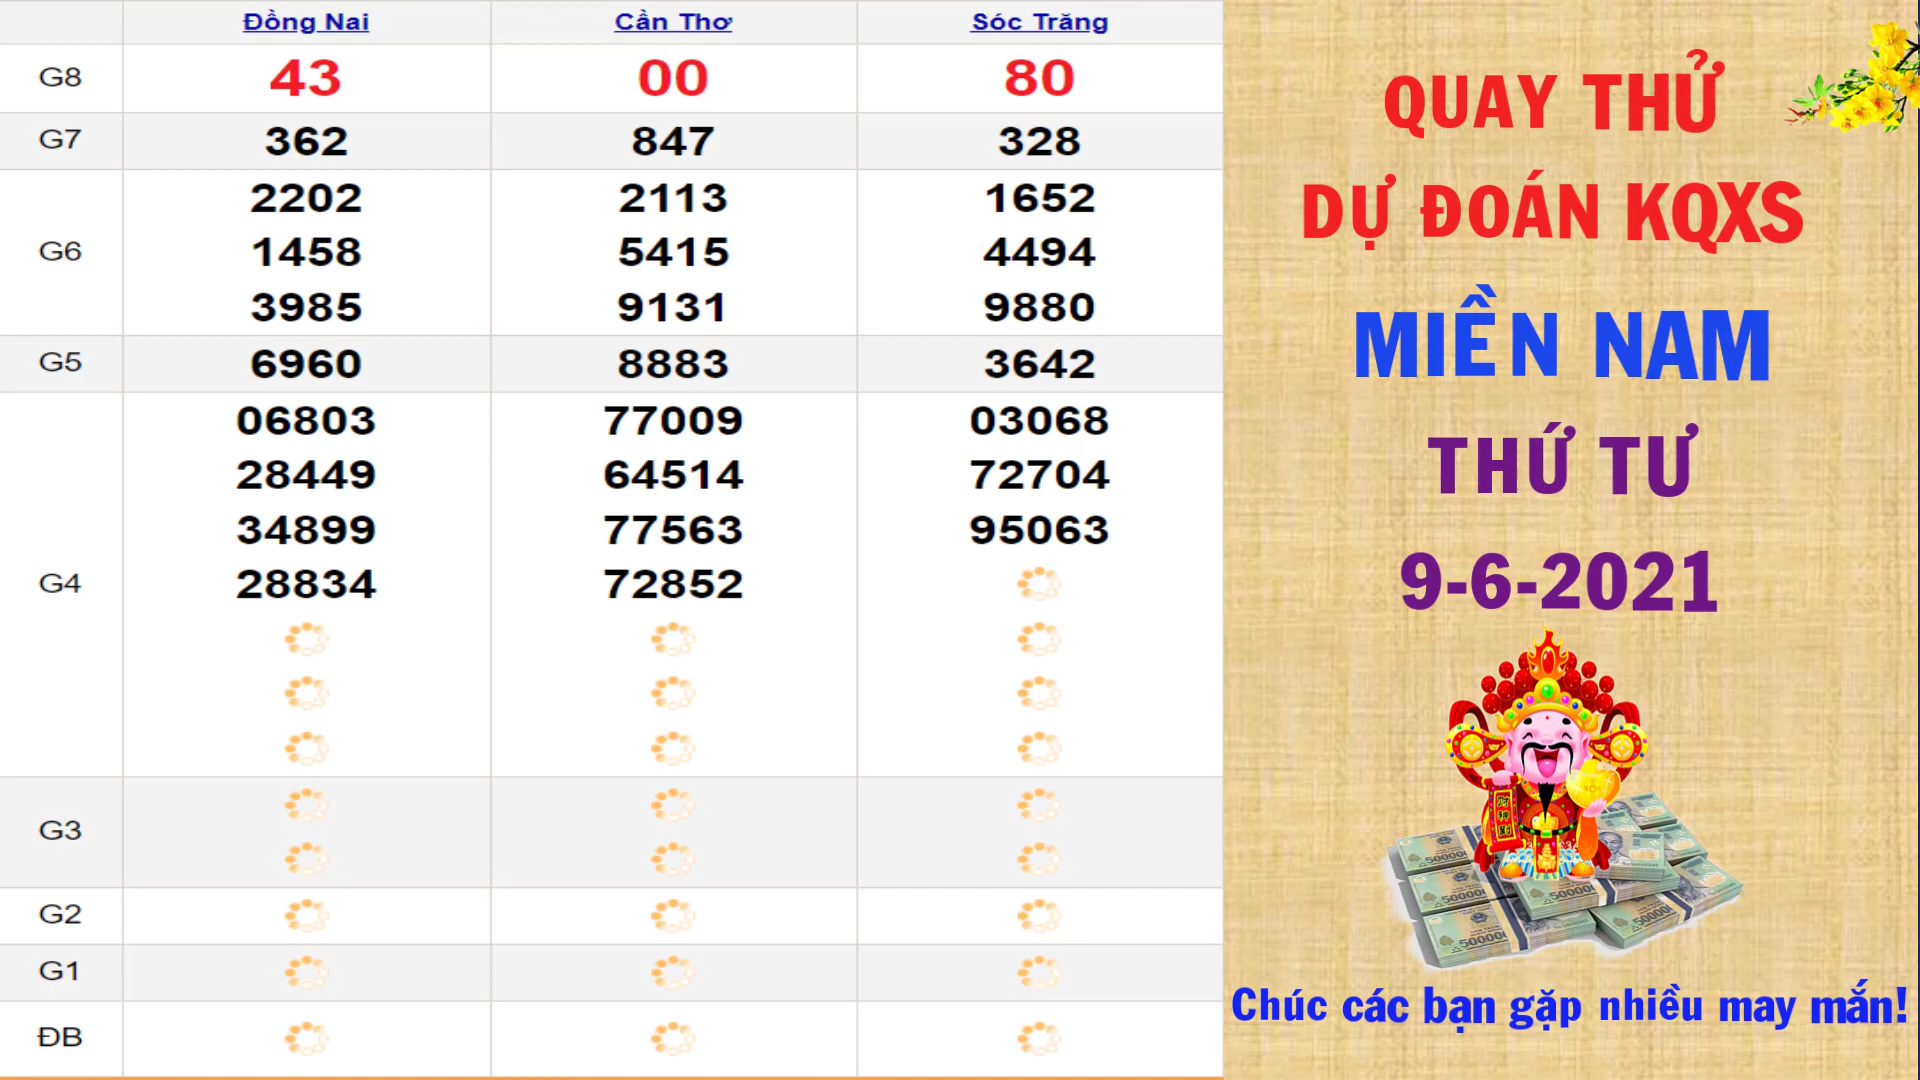 Đồng Nai Cần Thơ Sóc Trăng
G8 43 00 80
G7 362 847 328
2202 2113 1652
G6 1458 5415 4494
3985 9131 9880
G5 6960 8883 3642
06803 77009 03068
28449 64514 72704
34899 77563 95063
G4 28834 72852
G3
G2
G1
ĐB
QUAY THỬ
DỰ ĐOÁN KQXS
MIỀN NAM
THỨ TƯ
9-6-2021
Chúc các bạn gặp nhiều may mắn!